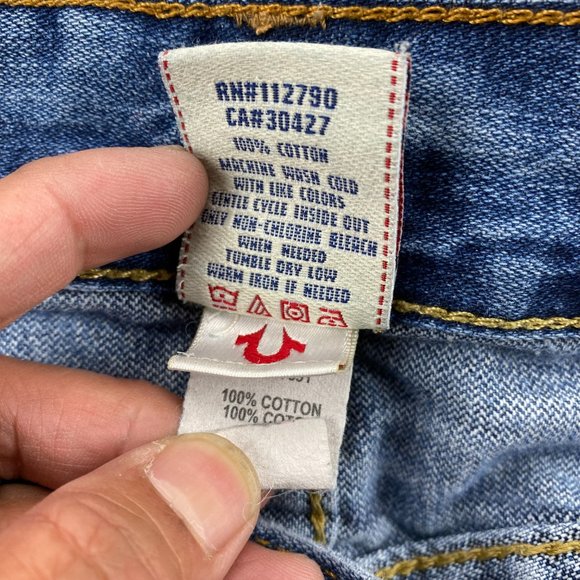 RN#112790
CA#30427
100% COTTON
MACHINE WASH COLD
WITH LIKE COLORS
GENTLE CYCLE INSIDE OUT
ONLY NON-CHLORINE BLEACH
WHEN NEEDED
TUMBLE DRY LOW
WARM IRON IF NEEDED
100% COTTON
100%